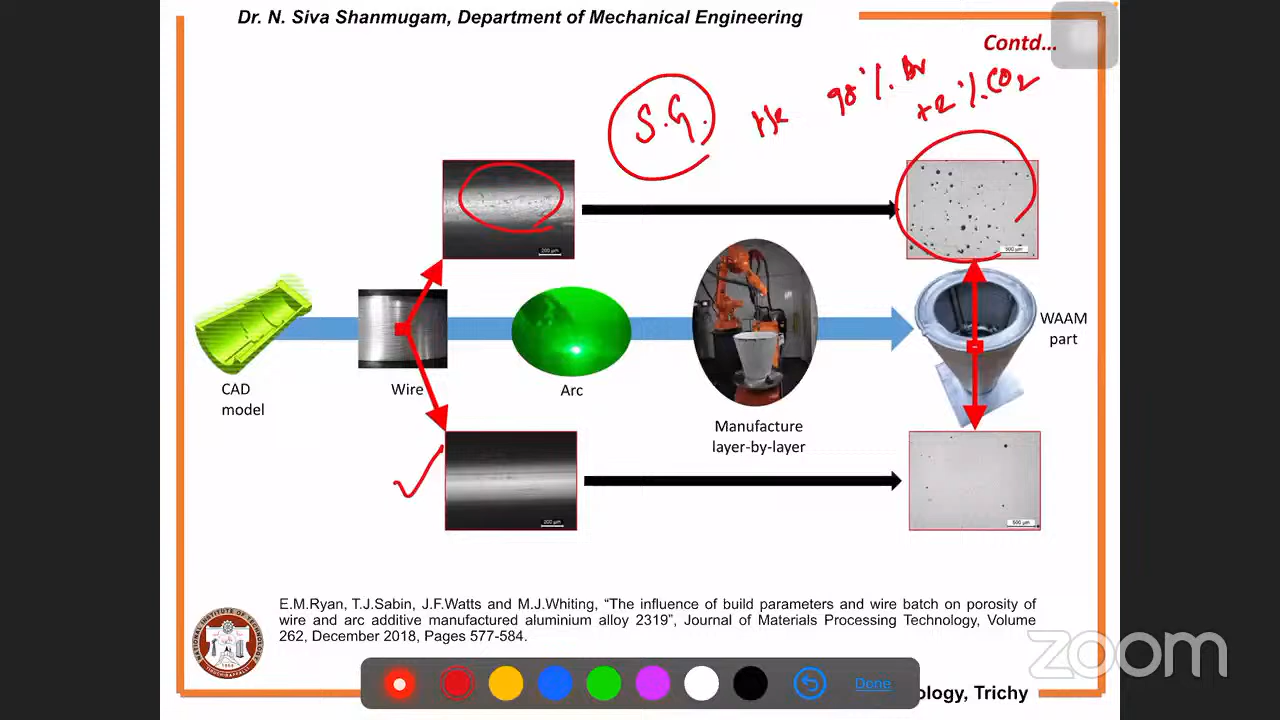 Dr. N. Siva Shanmugam, Department of Mechanical Engineering
Contd...
S.G.
98 %. Ar
+2 %. CO2
200 µm
500 µm
WAAM
part
CAD
model
Wire
Arc
Manufacture
layer-by-layer
200 µm
500 µm
E.M.Ryan, T.J.Sabin, J.F.Watts and M.J.Whiting, “The influence of build parameters and wire batch on porosity of
wire and arc additive manufactured aluminium alloy 2319”, Journal of Materials Processing Technology, Volume
262, December 2018, Pages 577-584.
zoom
Done
ology, Trichy